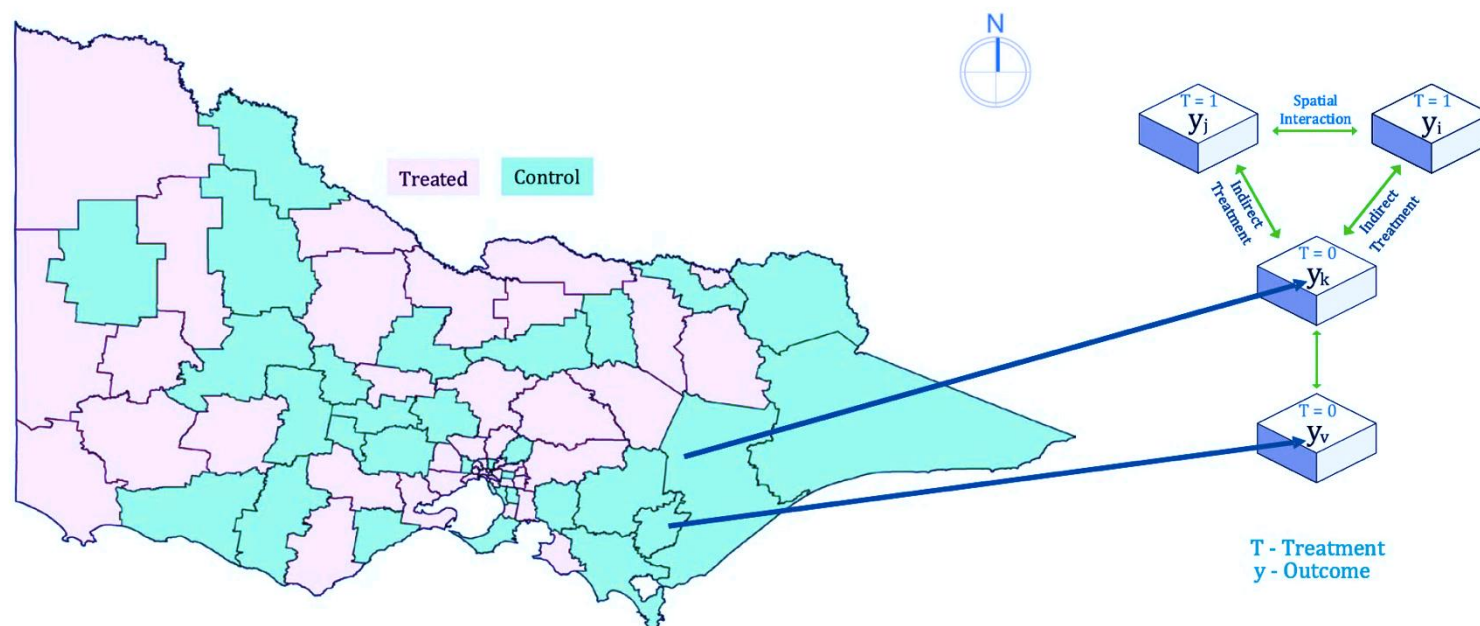 N
Treated
Control
T = 1
yj
Spatial
Interaction
T = 1
yi
Indirect
Treatment
Indirect
Treatment
T = 0
yk
T = 0
yv
T - Treatment
y - Outcome